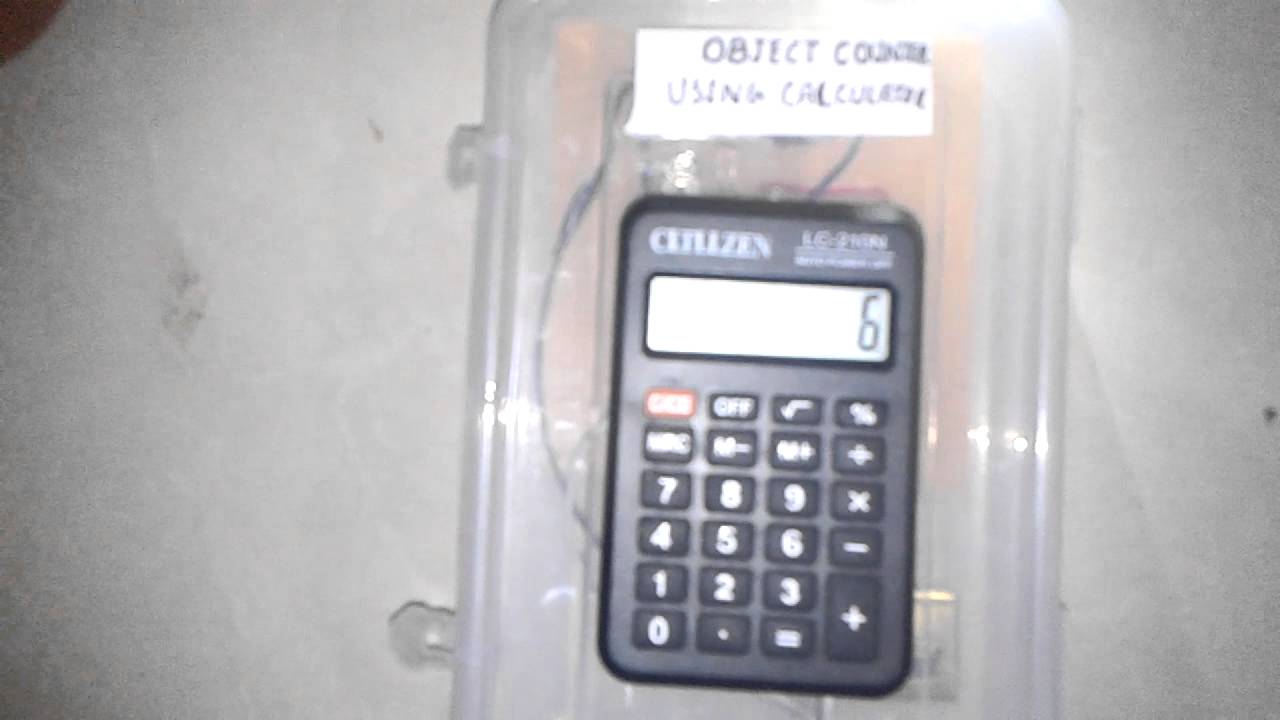 OBJECT COUNTER
USING CALCULATOR
CITIZEN
6
OFF √ %
MRC M− M+ ÷
7 8 9 ×
4 5 6 −
1 2 3
0 . = +